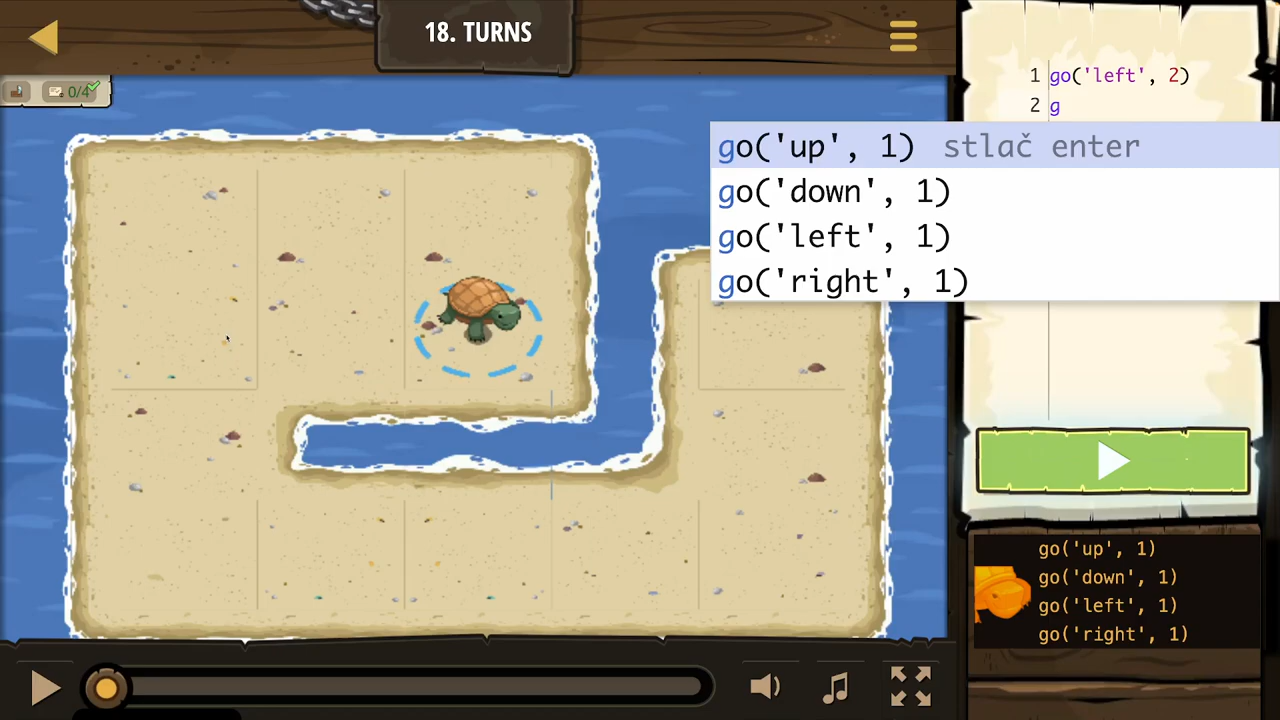 18. TURNS
0/4
1 go('left', 2)
2 g
go('up', 1) stlač enter
go('down', 1)
go('left', 1)
go('right', 1)
go('up', 1)
go('down', 1)
go('left', 1)
go('right', 1)